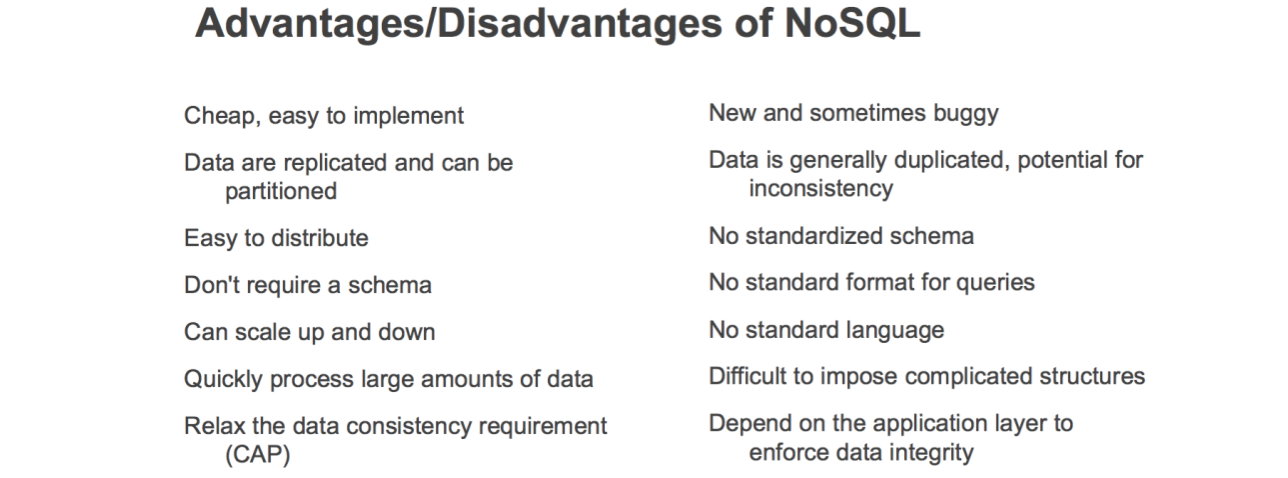 Advantages/Disadvantages of NoSQL
Cheap, easy to implement
Data are replicated and can be
partitioned
Easy to distribute
Don't require a schema
Can scale up and down
Quickly process large amounts of data
Relax the data consistency requirement
(CAP)
New and sometimes buggy
Data is generally duplicated, potential for
inconsistency
No standardized schema
No standard format for queries
No standard language
Difficult to impose complicated structures
Depend on the application layer to
enforce data integrity